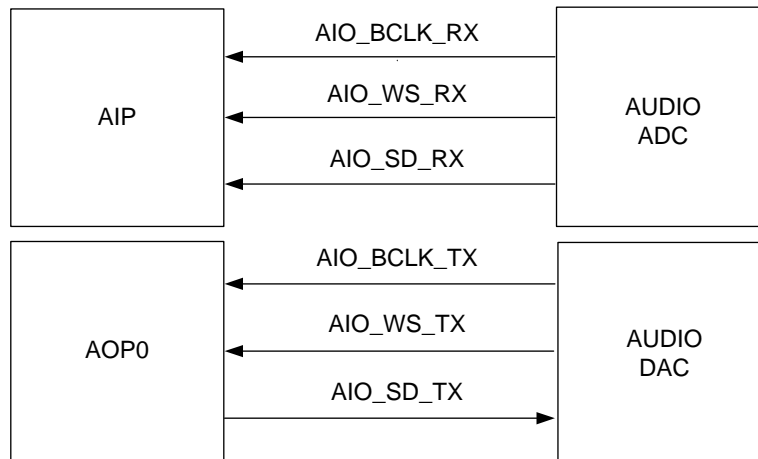 AIO_BCLK_RX
AIO_WS_RX
AIP
AUDIO
ADC
AIO_SD_RX
AIO_BCLK_TX
AIO_WS_TX
AOP0
AUDIO
DAC
AIO_SD_TX